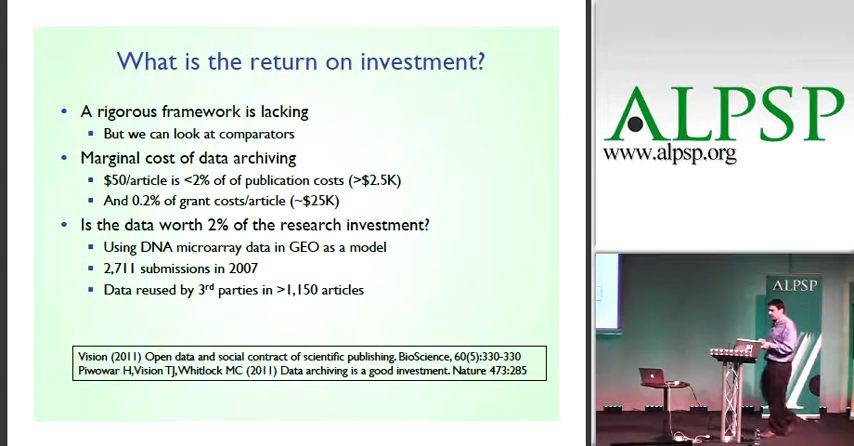 What is the return on investment?
• A rigorous framework is lacking
▪ But we can look at comparators
• Marginal cost of data archiving
▪ $50/article is <2% of of publication costs (>$2.5K)
▪ And 0.2% of grant costs/article (~$25K)
• Is the data worth 2% of the research investment?
▪ Using DNA microarray data in GEO as a model
▪ 2,711 submissions in 2007
▪ Data reused by 3rd parties in >1,150 articles
Vision (2011) Open data and social contract of scientific publishing. BioScience, 60(5):330-330
Piwowar H, Vision TJ, Whitlock MC (2011) Data archiving is a good investment. Nature 473:285
ALPSP
www.alpsp.org
ALPSP